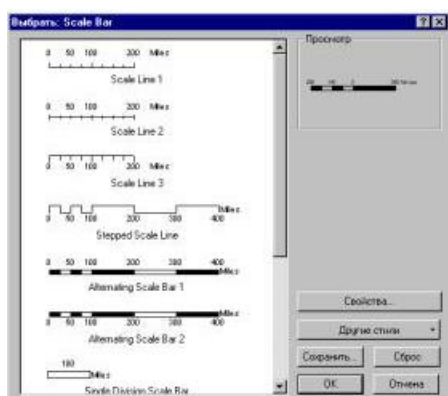 Выбрать: Scale Bar
0 50 100 200 Miles
Scale Line 1
Scale Line 2
0 50 100 200 Miles
Scale Line 3
0 50 100 200 Miles
Miles
0 50 100 200 300 400
Stepped Scale Line
0 50 100 200 300 400
Miles
Alternating Scale Bar 1
Miles
0 50 100 200 300 400
Alternating Scale Bar 2
100
Miles
Single Division Scale Bar
Просмотр
Свойства...
Другие стили
Сохранить...
Сброс
OK
Отмена